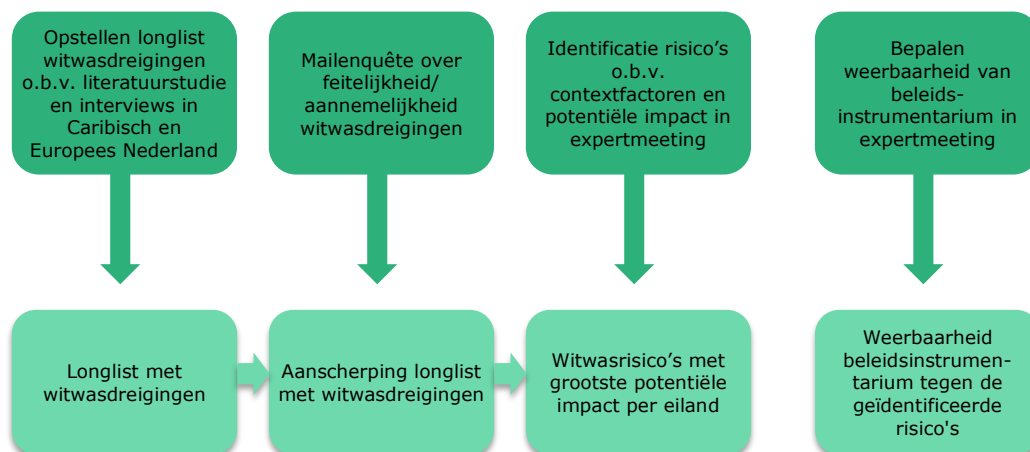 Opstellen longlist
witwasdreigingen
o.b.v. literatuurstudie
en interviews in
Caribisch en
Europees Nederland
Mailenquête over
feitelijkheid/
aannemelijkheid
witwasdreigingen
Identificatie risico’s
o.b.v.
contextfactoren en
potentiële impact in
expertmeeting
Bepalen
weerbaarheid van
beleids-
instrumentarium in
expertmeeting
Longlist met
witwasdreigingen
Aanscherping longlist
met witwasdreigingen
Witwasrisico’s met
grootste potentiële
impact per eiland
Weerbaarheid
beleidsinstrumen-
tarium tegen de
geïdentificeerde
risico's